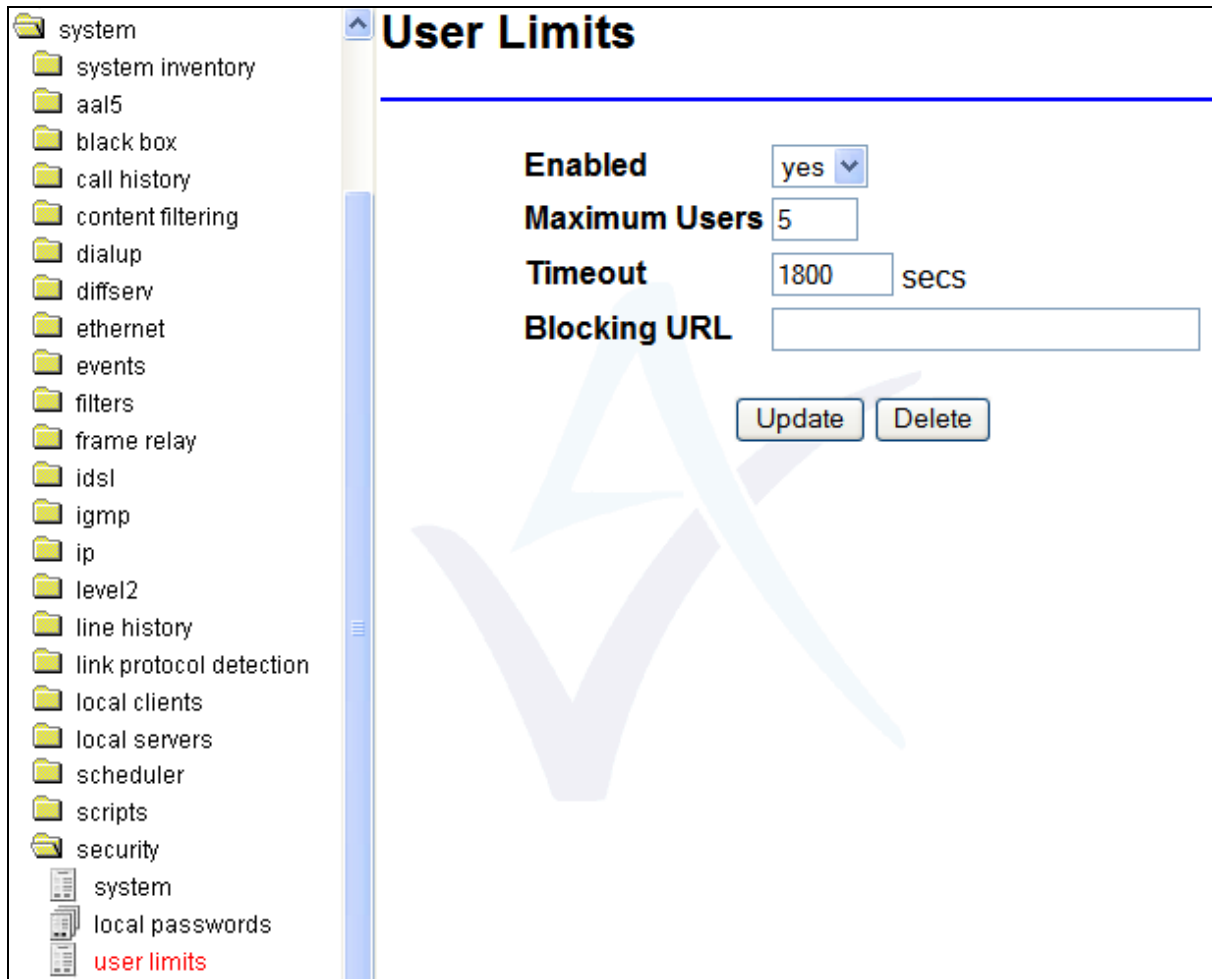 system
system inventory
aal5
black box
call history
content filtering
dialup
diffserv
ethernet
events
filters
frame relay
idsl
igmp
ip
level2
line history
link protocol detection
local clients
local servers
scheduler
scripts
security
system
local passwords
user limits
User Limits
Enabled yes
Maximum Users 5
Timeout 1800 secs
Blocking URL
Update Delete